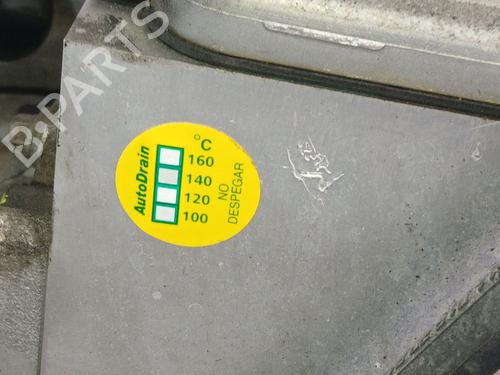 B-PARTS
AutoDrain
°C
160
140
120
100
NO
DESPEGAR